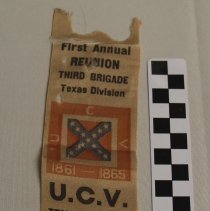 First Annual
REUNION
THIRD BRIGADE
Texas Division
C
U V
1861 - 1865
U.C.V.